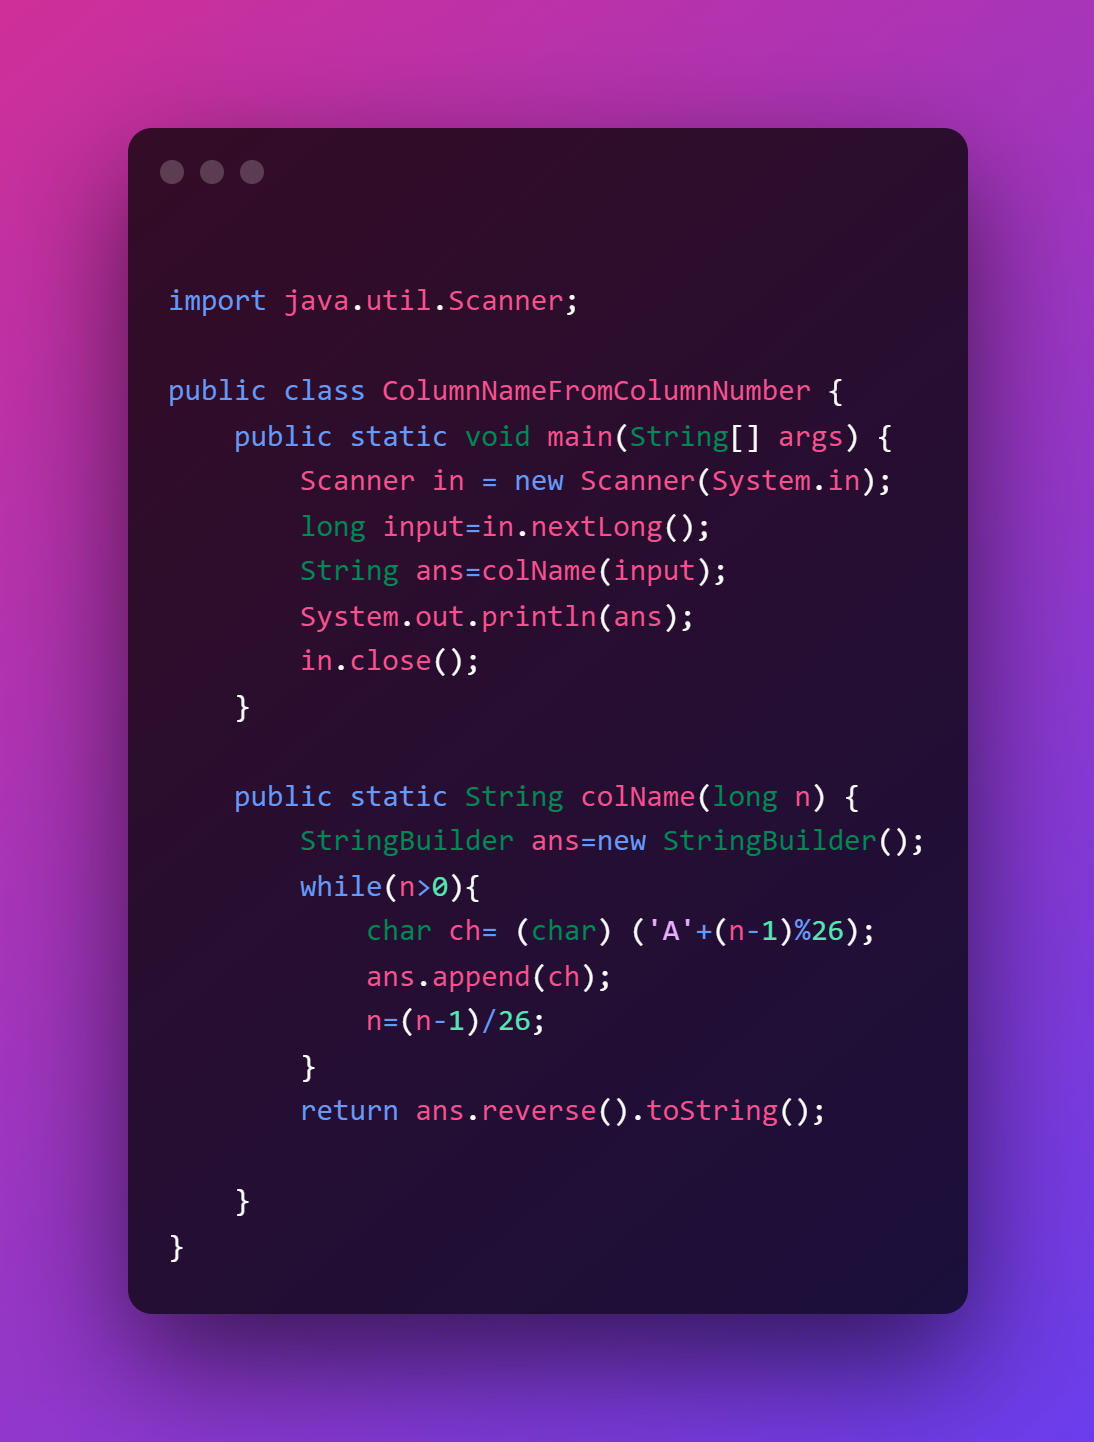 import java.util.Scanner;

public class ColumnNameFromColumnNumber {
    public static void main(String[] args) {
        Scanner in = new Scanner(System.in);
        long input=in.nextLong();
        String ans=colName(input);
        System.out.println(ans);
        in.close();
    }

    public static String colName(long n) {
        StringBuilder ans=new StringBuilder();
        while(n>0){
            char ch= (char) ('A'+(n-1)%26);
            ans.append(ch);
            n=(n-1)/26;
        }
        return ans.reverse().toString();

    }
}